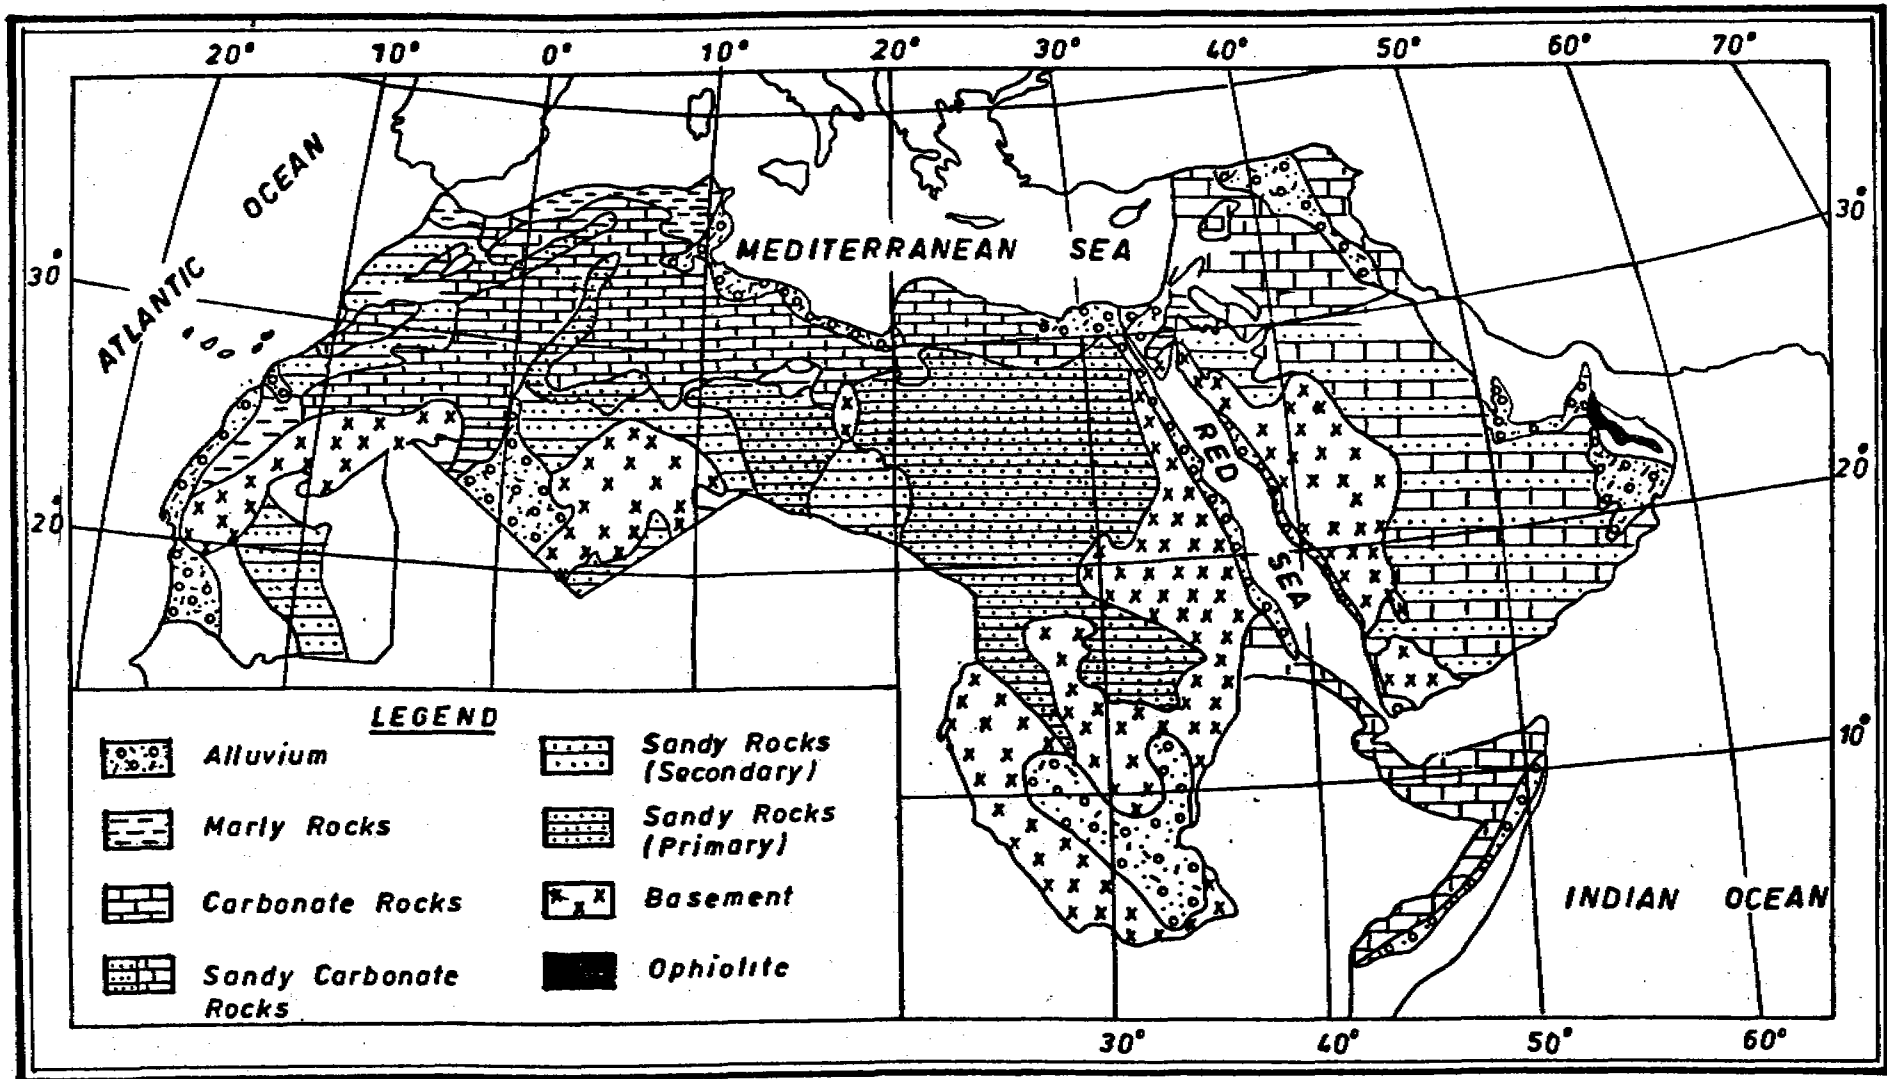 20° 10° 0° 10° 20° 30° 40° 50° 60° 70°
ATLANTIC OCEAN
MEDITERRANEAN SEA
30° 30°
RED SEA
20° 20°
10°
INDIAN OCEAN
LEGEND
Alluvium
Marly Rocks
Carbonate Rocks
Sandy Carbonate
Rocks
Sandy Rocks
(Secondary)
Sandy Rocks
(Primary)
Basement
Ophiolite
30° 40° 50° 60°